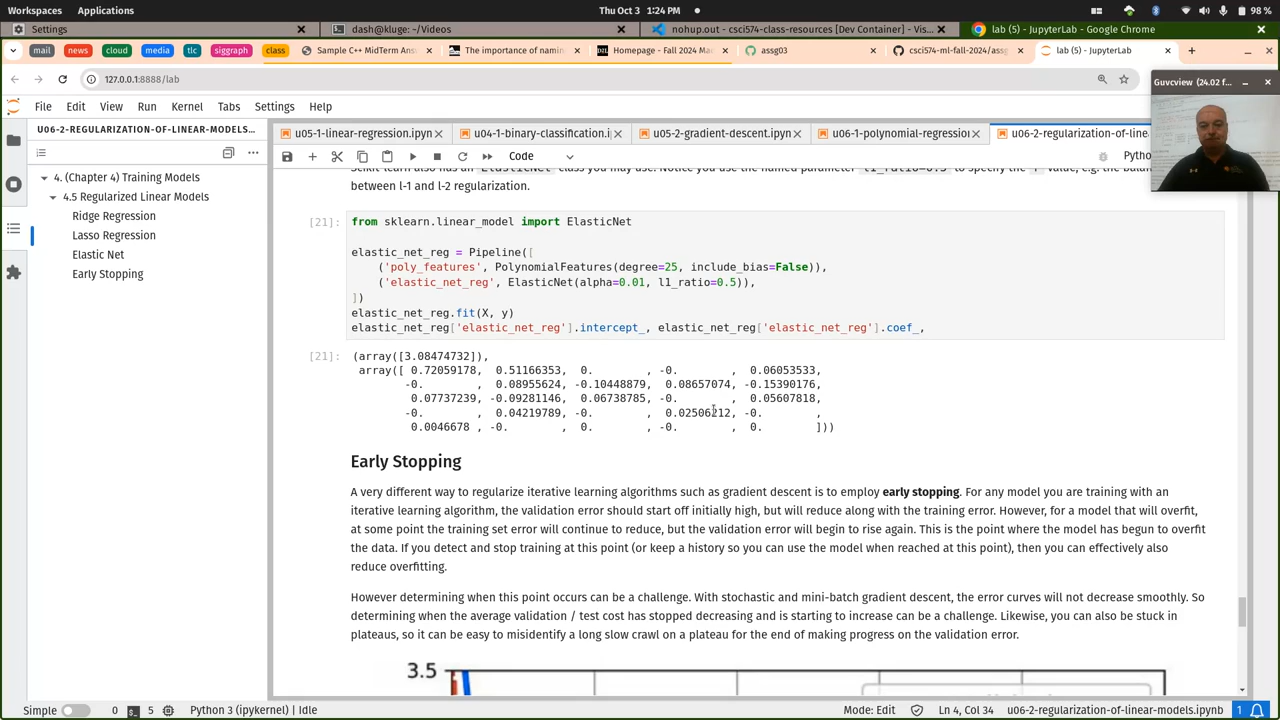 Workspaces Applications Thu Oct 3 1:24 PM 98 %
Settings dash@kluge: ~/Videos nohup.out - csci574-class-resources [Dev Container] - Vis... lab (5) - JupyterLab - Google Chrome
mail news cloud media tlc siggraph class Sample C++ MidTerm An The importance of namin Homepage - Fall 2024 Ma assg03 csci574-ml-fall-2024/assg lab (5) - JupyterLab
127.0.0.1:8888/lab
Guvcview (24.02 f...
File Edit View Run Kernel Tabs Settings Help
U06-2-REGULARIZATION-OF-LINEAR-MODELS... u05-1-linear-regression.ipynb u04-1-binary-classification.i u05-2-gradient-descent.ipynb u06-1-polynomial-regression u06-2-regularization-of-line
Code Pytho
4. (Chapter 4) Training Models
4.5 Regularized Linear Models
Ridge Regression
Lasso Regression
Elastic Net
Early Stopping
between l-1 and l-2 regularization.
[21]: from sklearn.linear_model import ElasticNet
elastic_net_reg = Pipeline([
('poly_features', PolynomialFeatures(degree=25, include_bias=False)),
('elastic_net_reg', ElasticNet(alpha=0.01, l1_ratio=0.5)),
])
elastic_net_reg.fit(X, y)
elastic_net_reg['elastic_net_reg'].intercept_, elastic_net_reg['elastic_net_reg'].coef_,
[21]: (array([3.08474732]),
array([ 0.72059178, 0.51166353, 0. , -0. , 0.06053533,
-0. , 0.08955624, -0.10448879, 0.08657074, -0.15390176,
0.07737239, -0.09281146, 0.06738785, -0. , 0.05607818,
-0. , 0.04219789, -0. , 0.02506212, -0. ,
0.0046678 , -0. , 0. , -0. , 0. ]))
Early Stopping
A very different way to regularize iterative learning algorithms such as gradient descent is to employ early stopping. For any model you are training with an
iterative learning algorithm, the validation error should start off initially high, but will reduce along with the training error. However, for a model that will overfit,
at some point the training set error will continue to reduce, but the validation error will begin to rise again. This is the point where the model has begun to overfit
the data. If you detect and stop training at this point (or keep a history so you can use the model when reached at this point), then you can effectively also
reduce overfitting.
However determining when this point occurs can be a challenge. With stochastic and mini-batch gradient descent, the error curves will not decrease smoothly. So
determining when the average validation / test cost has stopped decreasing and is starting to increase can be a challenge. Likewise, you can also be stuck in
plateaus, so it can be easy to misidentify a long slow crawl on a plateau for the end of making progress on the validation error.
3.5
Simple 0 5 Python 3 (ipykernel) | Idle Mode: Edit Ln 4, Col 34 u06-2-regularization-of-linear-models.ipynb 1